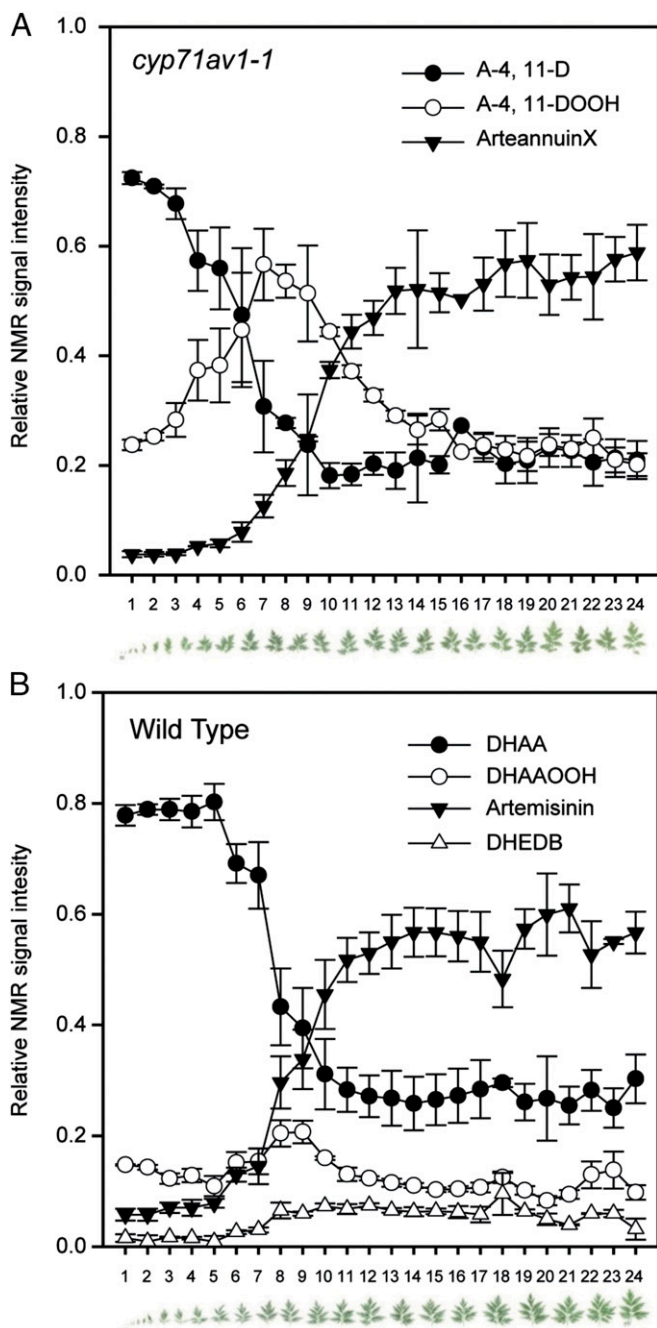 A
cyp71av1-1
A-4, 11-D
A-4, 11-DOOH
ArteannuinX
Relative NMR signal intensity
1.0
0.8
0.6
0.4
0.2
0.0
1 2 3 4 5 6 7 8 9 10 11 12 13 14 15 16 17 18 19 20 21 22 23 24
B
Wild Type
DHAA
DHAAOOH
Artemisinin
DHEDB
Relative NMR signal intesity
1.0
0.8
0.6
0.4
0.2
0.0
1 2 3 4 5 6 7 8 9 10 11 12 13 14 15 16 17 18 19 20 21 22 23 24